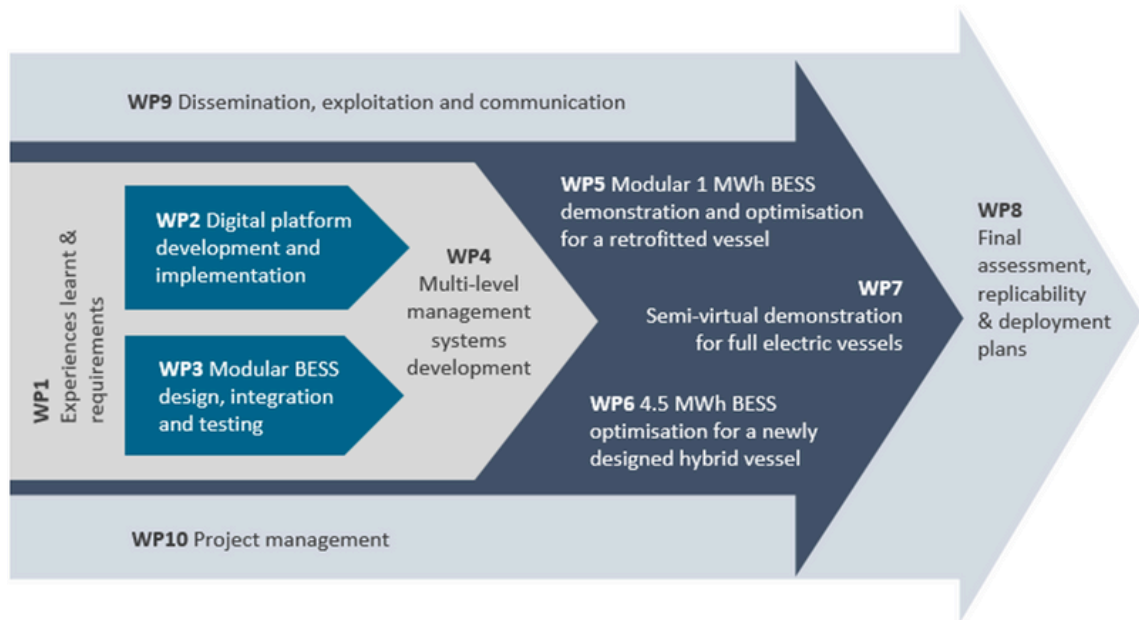 WP9 Dissemination, exploitation and communication
WP1
Experiences learnt &
requirements
WP2 Digital platform
development and
implementation
WP3 Modular BESS
design, integration
and testing
WP4
Multi-level
management
systems
development
WP5 Modular 1 MWh BESS
demonstration and optimisation
for a retrofitted vessel
WP7
Semi-virtual demonstration
for full electric vessels
WP6 4.5 MWh BESS
optimisation for a newly
designed hybrid vessel
WP8
Final
assessment,
replicability
& deployment
plans
WP10 Project management